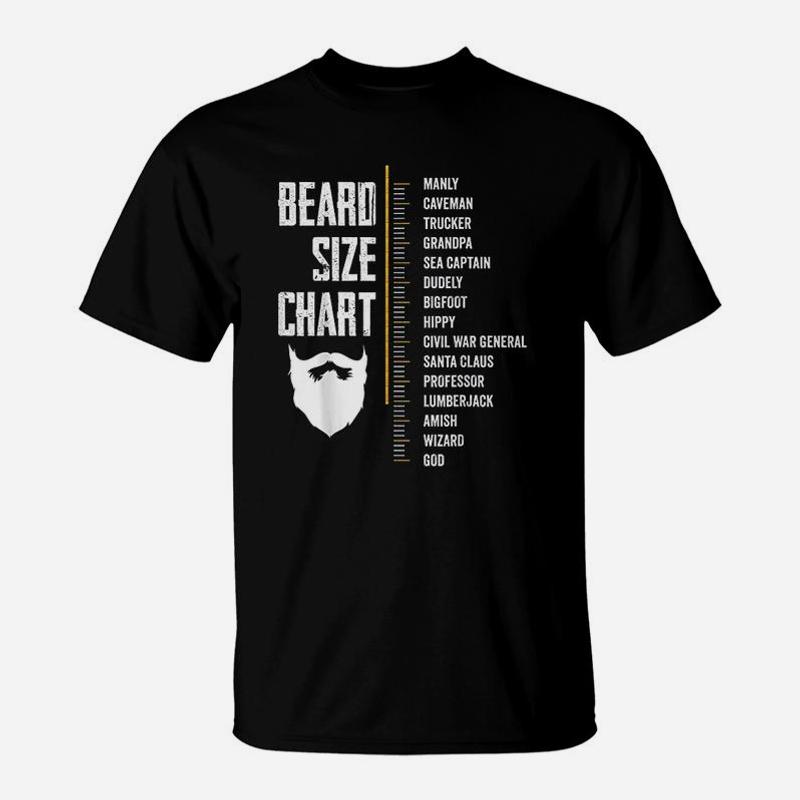 BEARD
SIZE
CHART
MANLY
CAVEMAN
TRUCKER
GRANDPA
SEA CAPTAIN
DUDELY
BIGFOOT
HIPPY
CIVIL WAR GENERAL
SANTA CLAUS
PROFESSOR
LUMBERJACK
AMISH
WIZARD
GOD